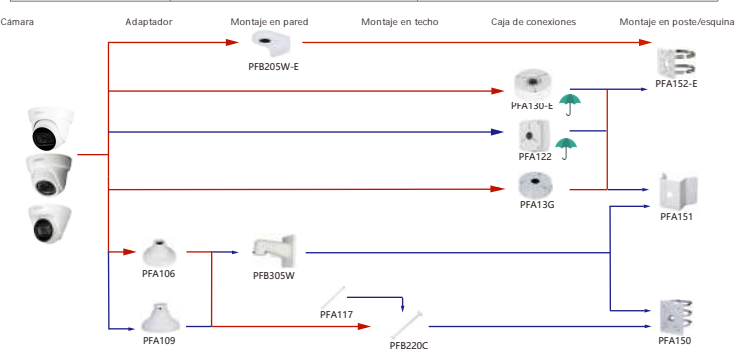 Cámara Adaptador Montaje en pared Montaje en techo Caja de conexiones Montaje en poste/esquina
PFB205W-E
PFA152-E
PFA130-E
PFA122
PFA13G
PFA151
PFA106
PFB305W
PFA117
PFA109
PFB220C
PFA150